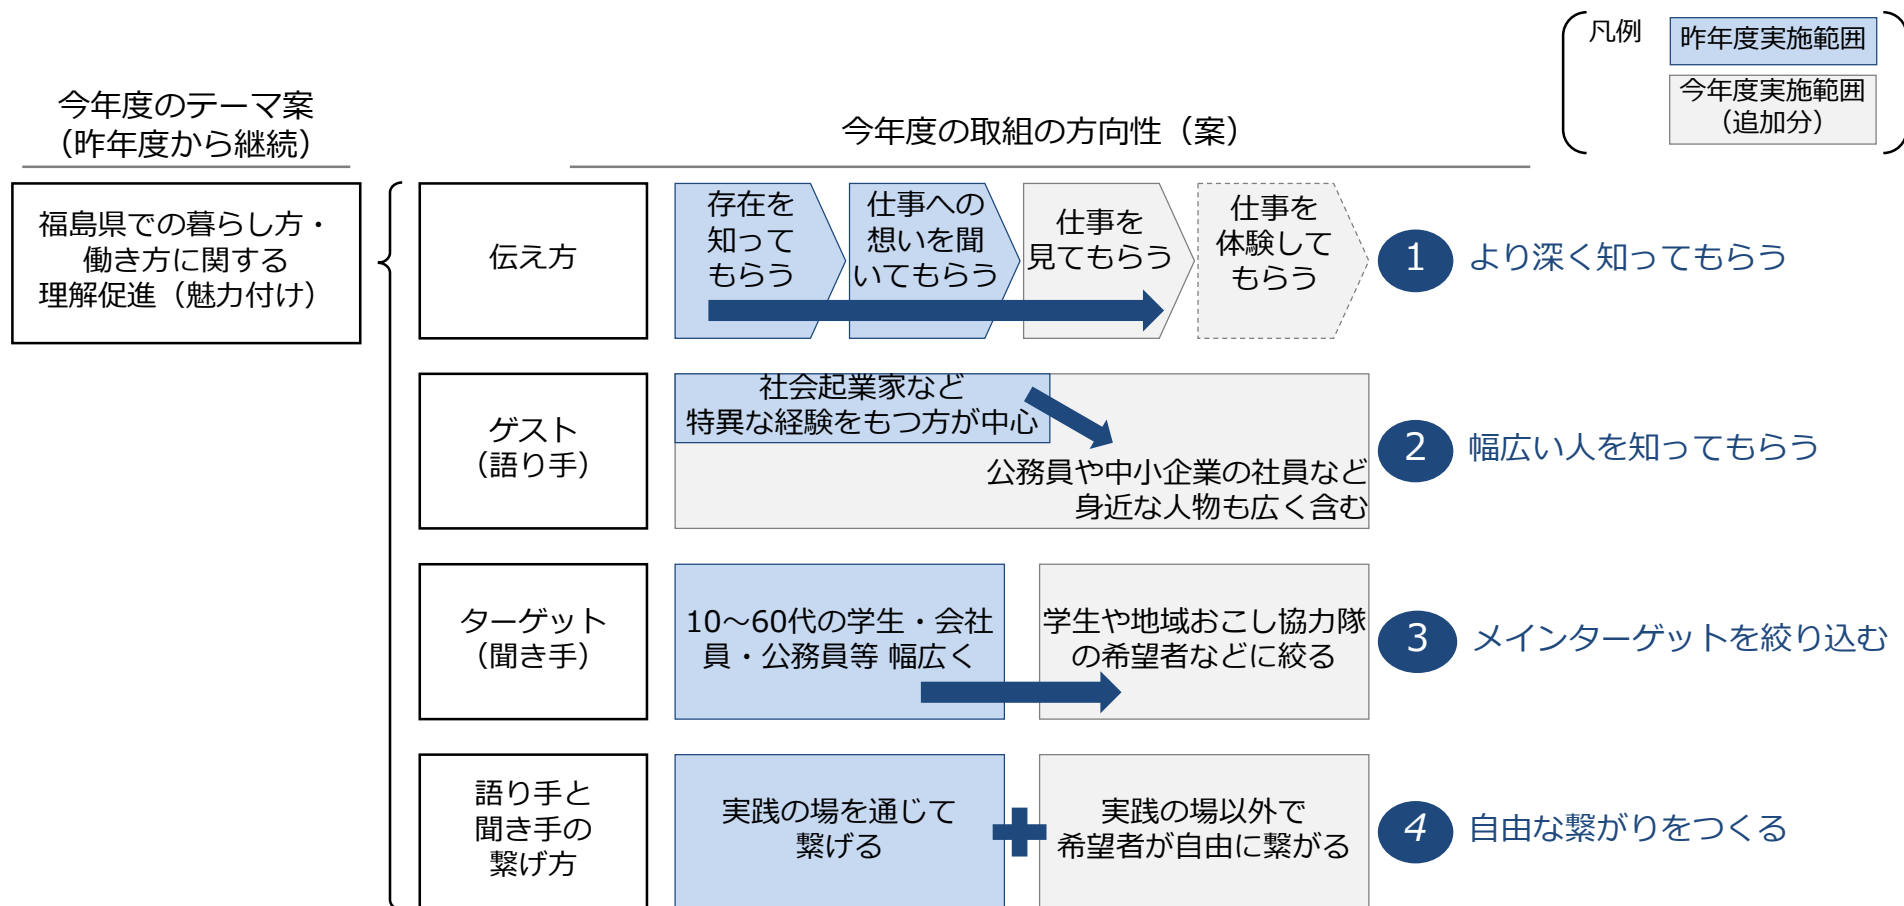 凡例
昨年度実施範囲
今年度実施範囲
（追加分）
今年度のテーマ案
（昨年度から継続）
今年度の取組の方向性（案）
福島県での暮らし方・
働き方に関する
理解促進（魅力付け）
伝え方
存在を
知って
もらう
仕事への
想いを聞
いてもらう
仕事を
見てもらう
仕事を
体験して
もらう
1
より深く知ってもらう
ゲスト
（語り手）
社会起業家など
特異な経験をもつ方が中心
公務員や中小企業の社員など
身近な人物も広く含む
2
幅広い人を知ってもらう
ターゲット
（聞き手）
10～60代の学生・会社
員・公務員等 幅広く
学生や地域おこし協力隊
の希望者などに絞る
3
メインターゲットを絞り込む
語り手と
聞き手の
繋げ方
実践の場を通じて
繋げる
実践の場以外で
希望者が自由に繋がる
4
自由な繋がりをつくる